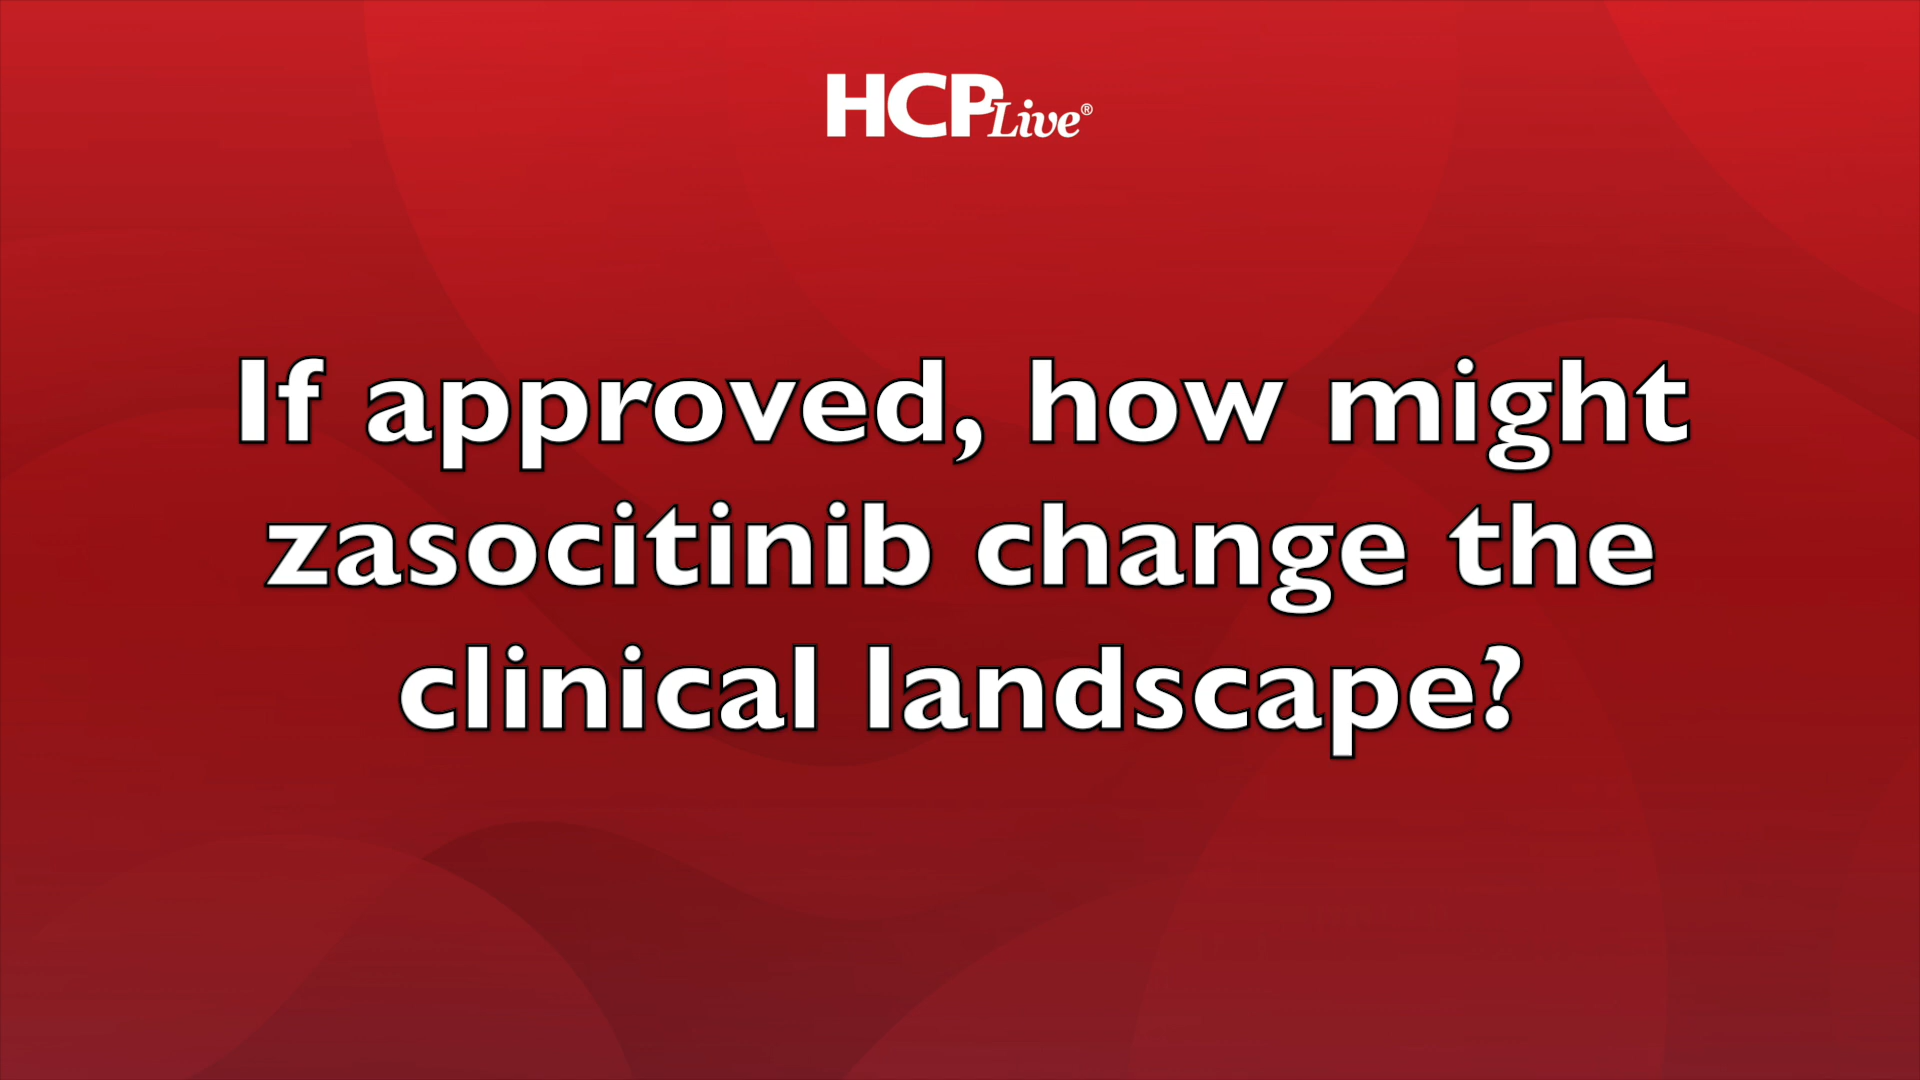 HCPLive®
If approved, how might
zasocitinib change the
clinical landscape?